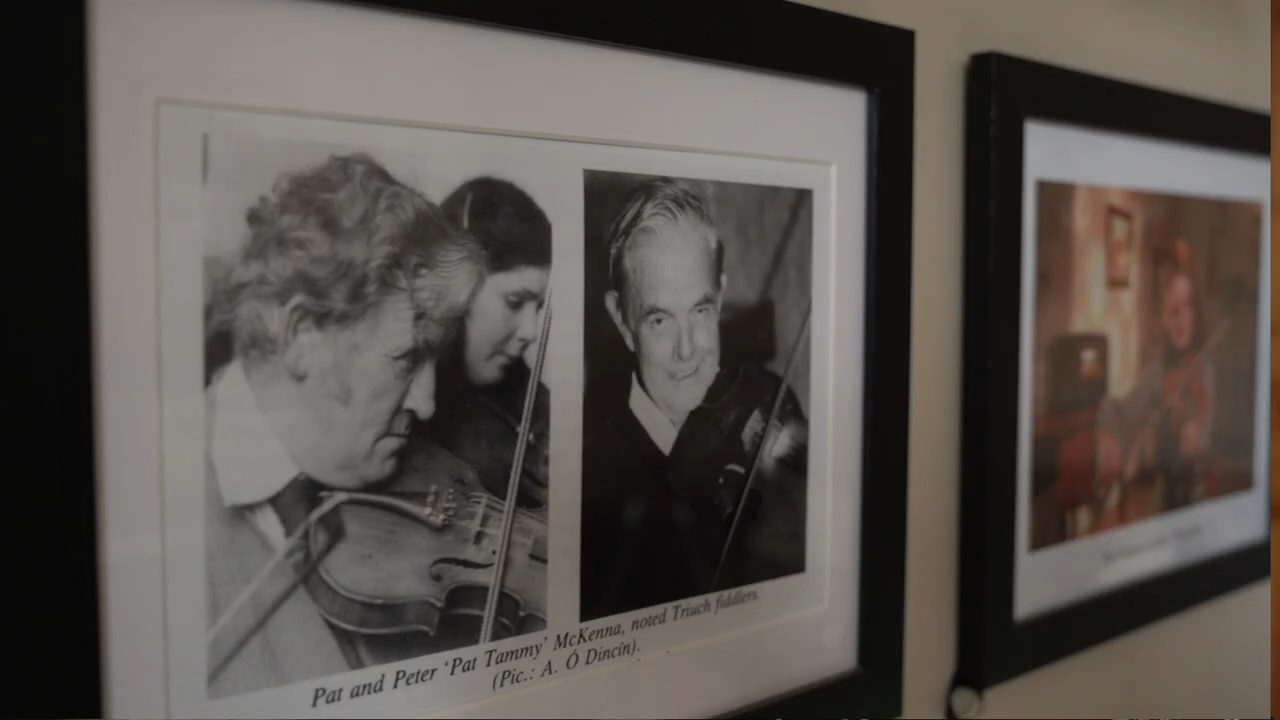 Pat and Peter ‘Pat Tammy’ McKenna, noted Triuch fiddlers.
(Pic.: A. Ó Dincín).